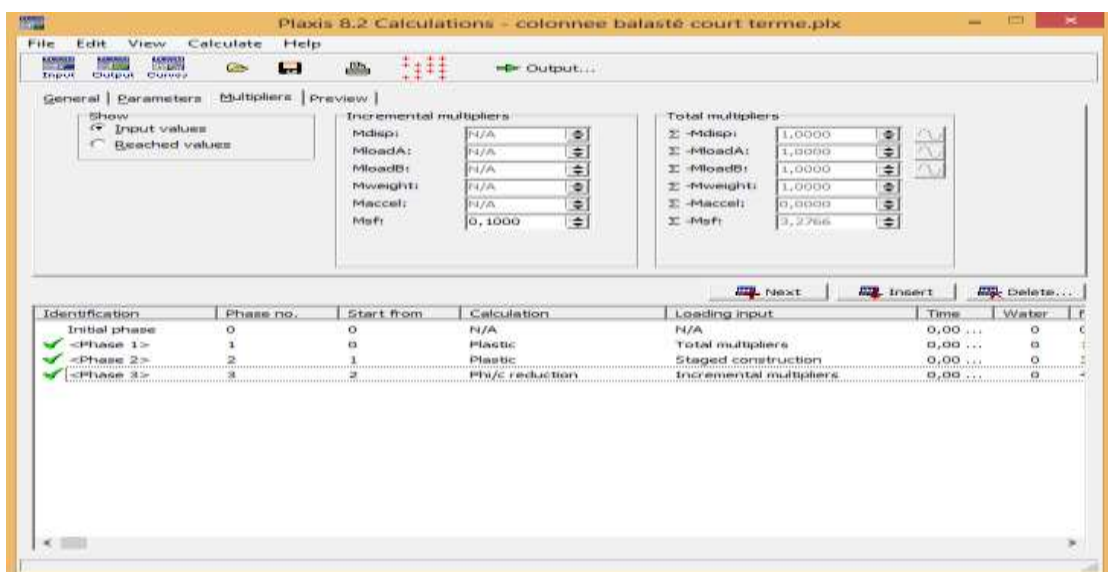 Plaxis 8.2 Calculations - colonnee balasté court terme.plx
File Edit View Calculate Help
Input Output Curves Output...
General Parameters Multipliers Preview
Show
Input values
Reached values
Incremental multipliers
Mdisp: N/A
MloadA: N/A
MloadB: N/A
Mweight: N/A
Maccel: N/A
Msf: 0,1000
Total multipliers
Σ -Mdisp: 1,0000
Σ -MloadA: 1,0000
Σ -MloadB: 1,0000
Σ -Mweight: 1,0000
Σ -Maccel: 0,0000
Σ -Msf: 3,2766
Next Insert Delete...
Identification Phase no. Start from Calculation Loading input Time Water
Initial phase 0 0 N/A N/A 0,00 ... 0
<Phase 1> 1 0 Plastic Total multipliers 0,00 ... 0
<Phase 2> 2 1 Plastic Staged construction 0,00 ... 0
<Phase 3> 3 2 Phi/c reduction Incremental multipliers 0,00 ... 0